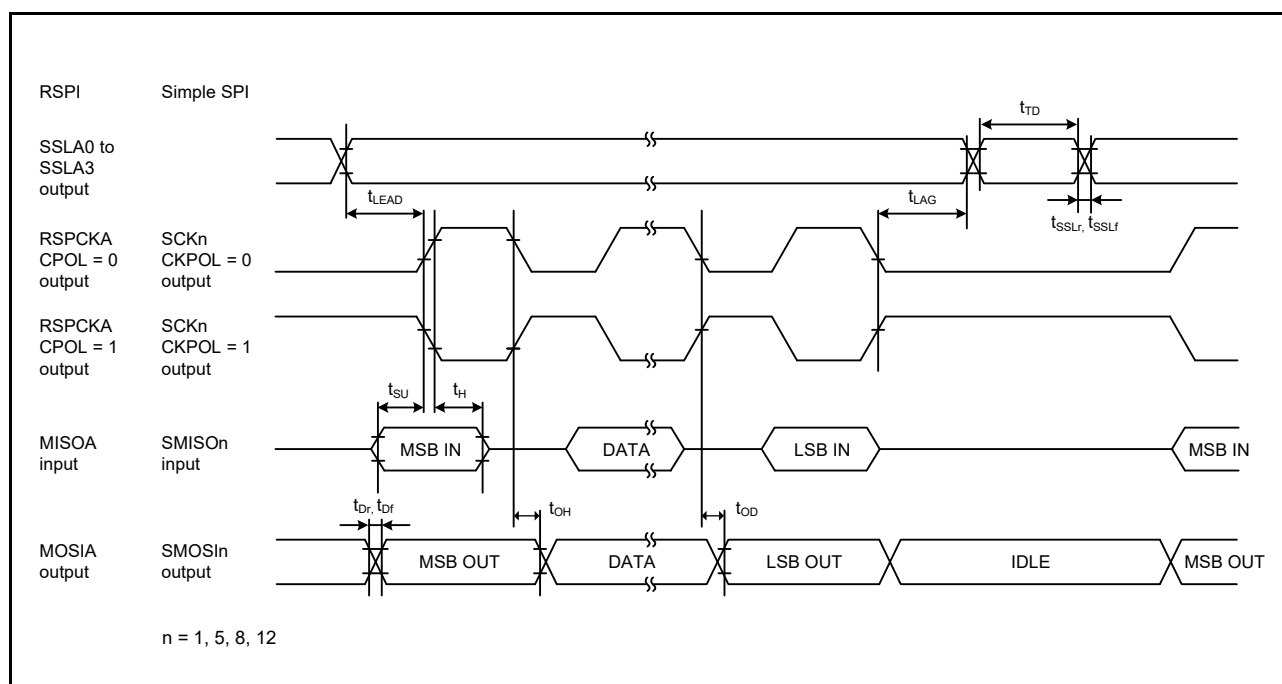 RSPI Simple SPI
tTD
SSLA0 to
SSLA3
output
tLEAD
tLAG
tSSLr, tSSLf
RSPCKA SCKn
CPOL = 0 CKPOL = 0
output output
RSPCKA SCKn
CPOL = 1 CKPOL = 1
output output
tSU tH
MISOA SMISOn
input input
MSB IN DATA LSB IN MSB IN
tDr, tDf tOH tOD
MOSIA SMOSIn
output output
MSB OUT DATA LSB OUT IDLE MSB OUT
n = 1, 5, 8, 12